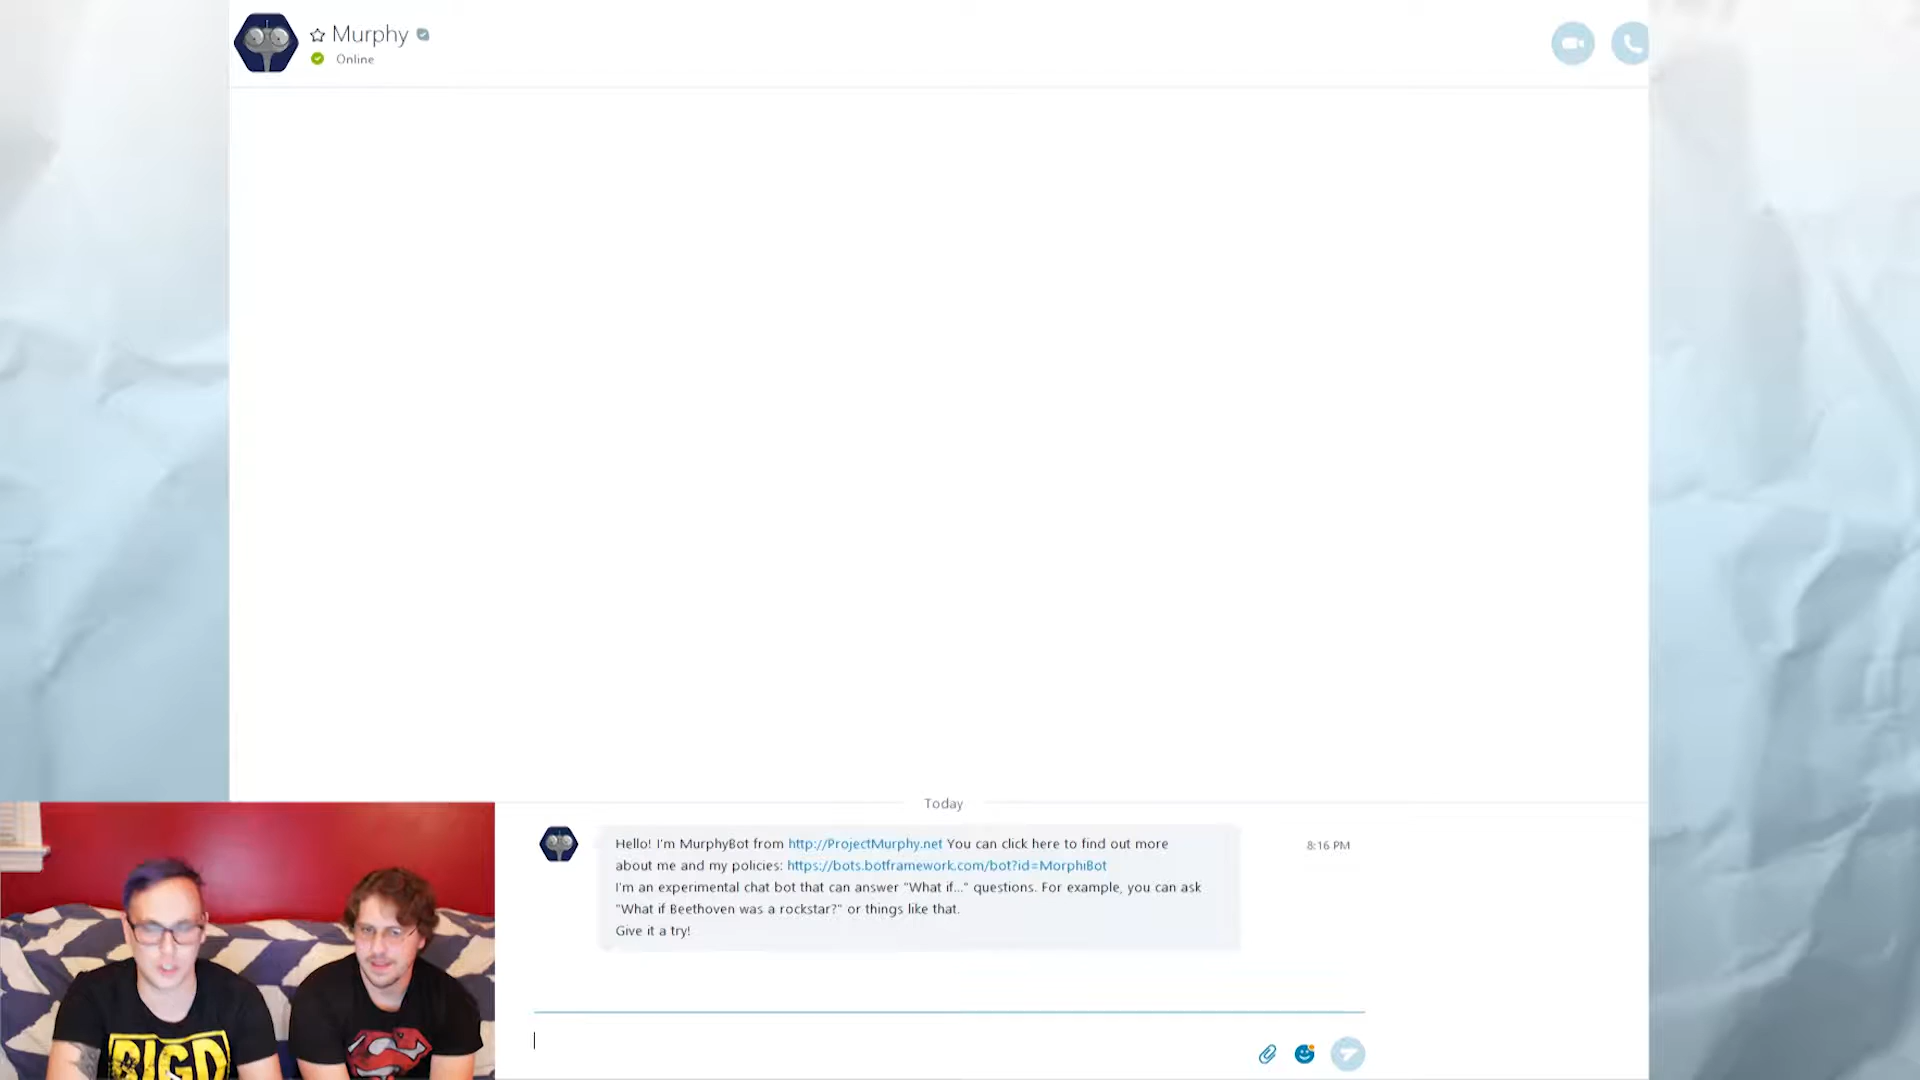 Murphy
Online
Today
Hello! I'm MurphyBot from http://ProjectMurphy.net You can click here to find out more
about me and my policies: https://bots.botframework.com/bot?id=MorphiBot
I'm an experimental chat bot that can answer "What if..." questions. For example, you can ask
"What if Beethoven was a rockstar?" or things like that.
Give it a try!
8:16 PM